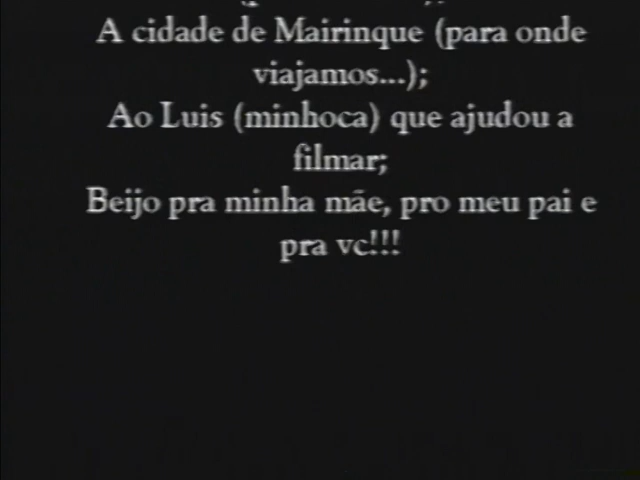 A cidade de Mairinque (para onde
viajamos...);
Ao Luis (minhoca) que ajudou a
filmar;
Beijo pra minha mãe, pro meu pai e
pra vc!!!